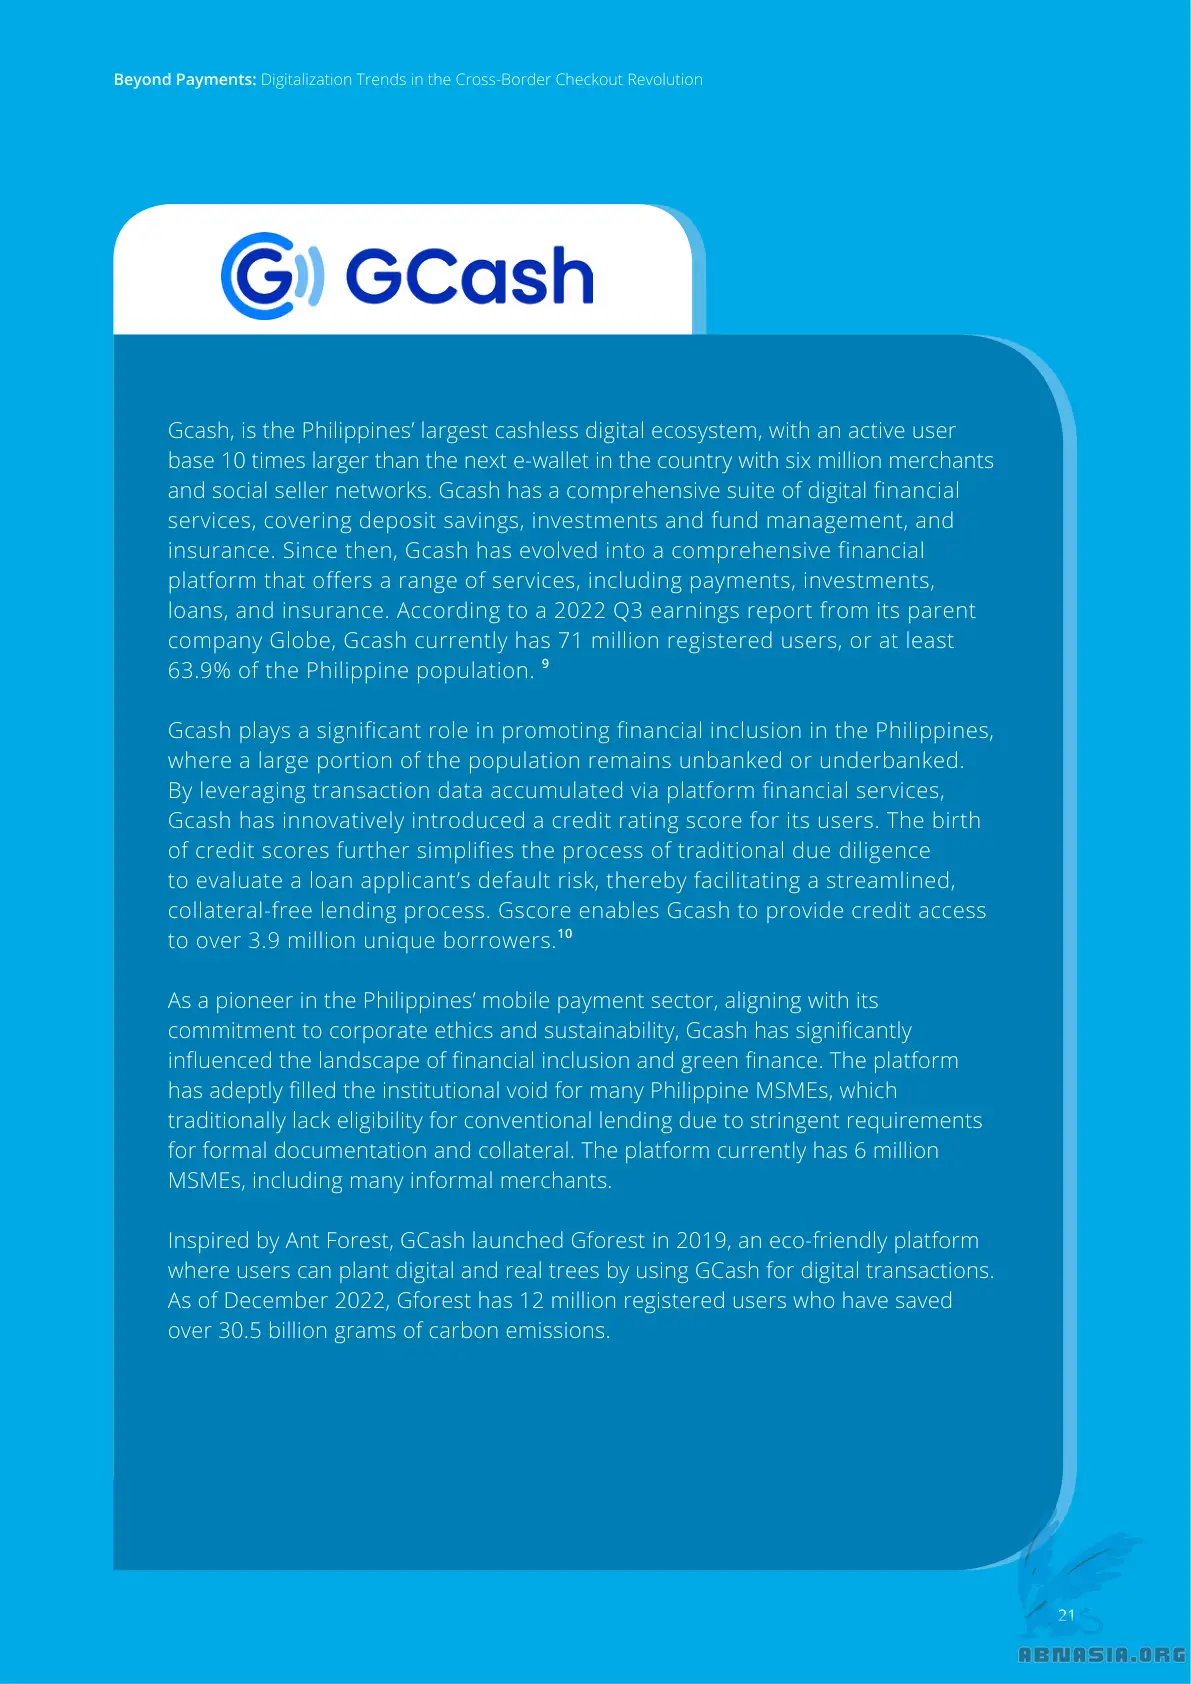 Beyond Payments: Digitalization Trends in the Cross-Border Checkout Revolution
GCash
Gcash, is the Philippines’ largest cashless digital ecosystem, with an active user
base 10 times larger than the next e-wallet in the country with six million merchants
and social seller networks. Gcash has a comprehensive suite of digital financial
services, covering deposit savings, investments and fund management, and
insurance. Since then, Gcash has evolved into a comprehensive financial
platform that offers a range of services, including payments, investments,
loans, and insurance. According to a 2022 Q3 earnings report from its parent
company Globe, Gcash currently has 71 million registered users, or at least
63.9% of the Philippine population. 9
Gcash plays a significant role in promoting financial inclusion in the Philippines,
where a large portion of the population remains unbanked or underbanked.
By leveraging transaction data accumulated via platform financial services,
Gcash has innovatively introduced a credit rating score for its users. The birth
of credit scores further simplifies the process of traditional due diligence
to evaluate a loan applicant’s default risk, thereby facilitating a streamlined,
collateral-free lending process. Gscore enables Gcash to provide credit access
to over 3.9 million unique borrowers.10
As a pioneer in the Philippines’ mobile payment sector, aligning with its
commitment to corporate ethics and sustainability, Gcash has significantly
influenced the landscape of financial inclusion and green finance. The platform
has adeptly filled the institutional void for many Philippine MSMEs, which
traditionally lack eligibility for conventional lending due to stringent requirements
for formal documentation and collateral. The platform currently has 6 million
MSMEs, including many informal merchants.
Inspired by Ant Forest, GCash launched Gforest in 2019, an eco-friendly platform
where users can plant digital and real trees by using GCash for digital transactions.
As of December 2022, Gforest has 12 million registered users who have saved
over 30.5 billion grams of carbon emissions.
21
ABNASIA.ORG